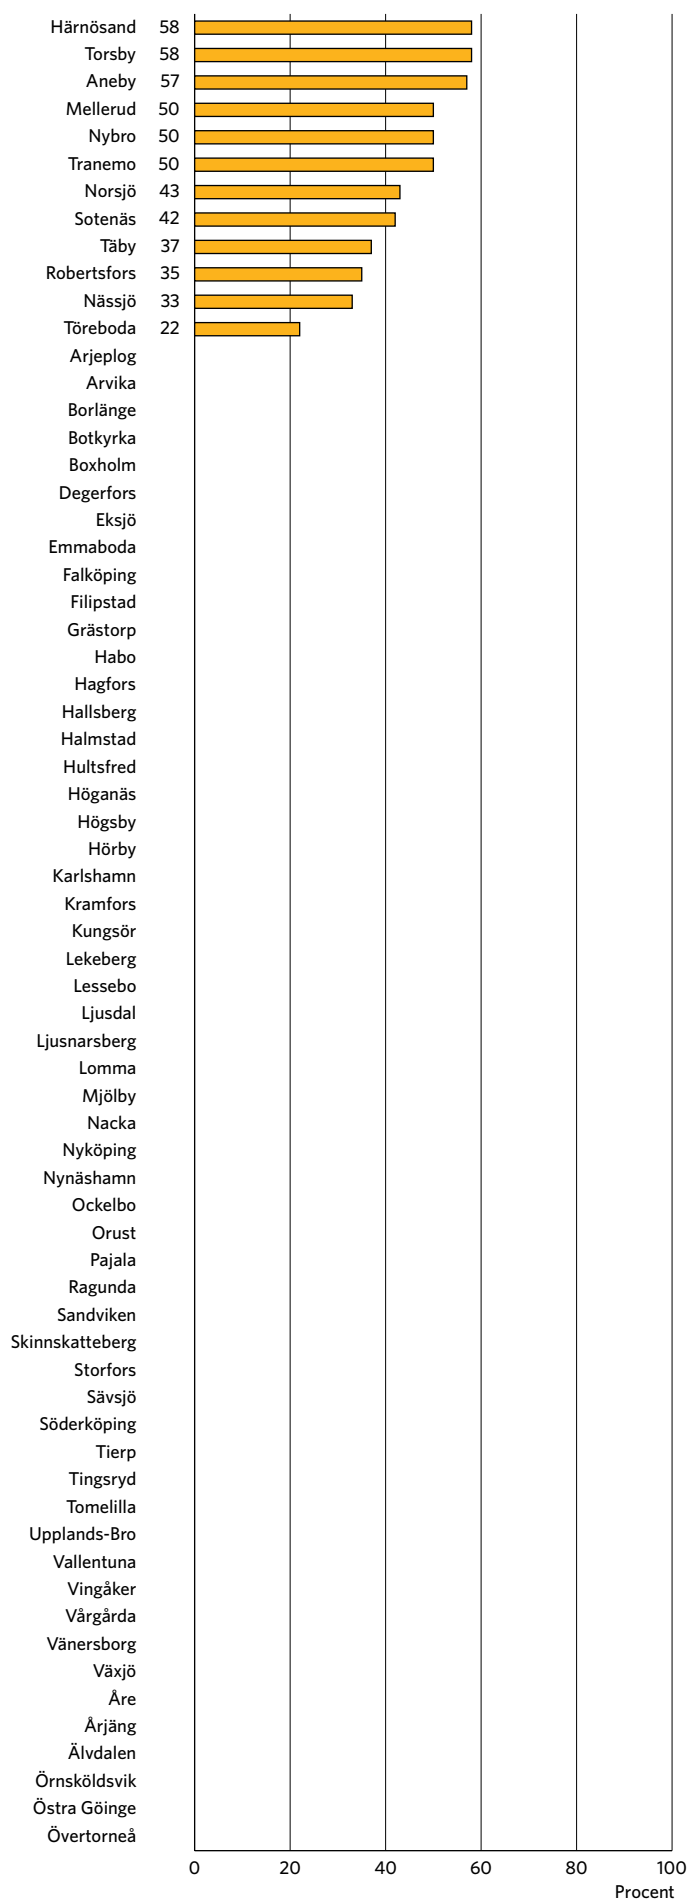 Härnösand 58
Torsby 58
Aneby 57
Mellerud 50
Nybro 50
Tranemo 50
Norsjö 43
Sotenäs 42
Täby 37
Robertsfors 35
Nässjö 33
Töreboda 22
Arjeplog
Arvika
Borlänge
Botkyrka
Boxholm
Degerfors
Eksjö
Emmaboda
Falköping
Filipstad
Grästorp
Habo
Hagfors
Hallsberg
Halmstad
Hultsfred
Höganäs
Högsby
Hörby
Karlshamn
Kramfors
Kungsör
Lekeberg
Lessebo
Ljusdal
Ljusnarsberg
Lomma
Mjölby
Nacka
Nyköping
Nynäshamn
Ockelbo
Orust
Pajala
Ragunda
Sandviken
Skinnskatteberg
Storfors
Sävsjö
Söderköping
Tierp
Tingsryd
Tomelilla
Upplands-Bro
Vallentuna
Vingåker
Vårgårda
Vänersborg
Växjö
Åre
Årjäng
Älvdalen
Örnsköldsvik
Östra Göinge
Övertorneå
0 20 40 60 80 100
Procent